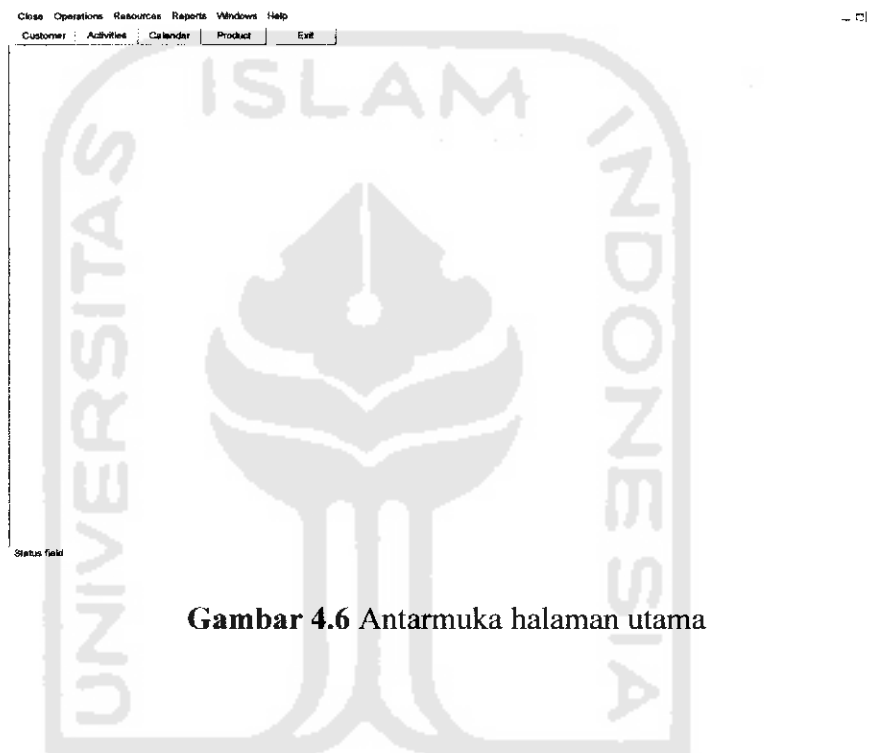 Close Operations Resources Reports Windows Help
Customer Activities Calendar Product Exit
UNIVERSITAS ISLAM INDONESIA
Status field
Gambar 4.6 Antarmuka halaman utama